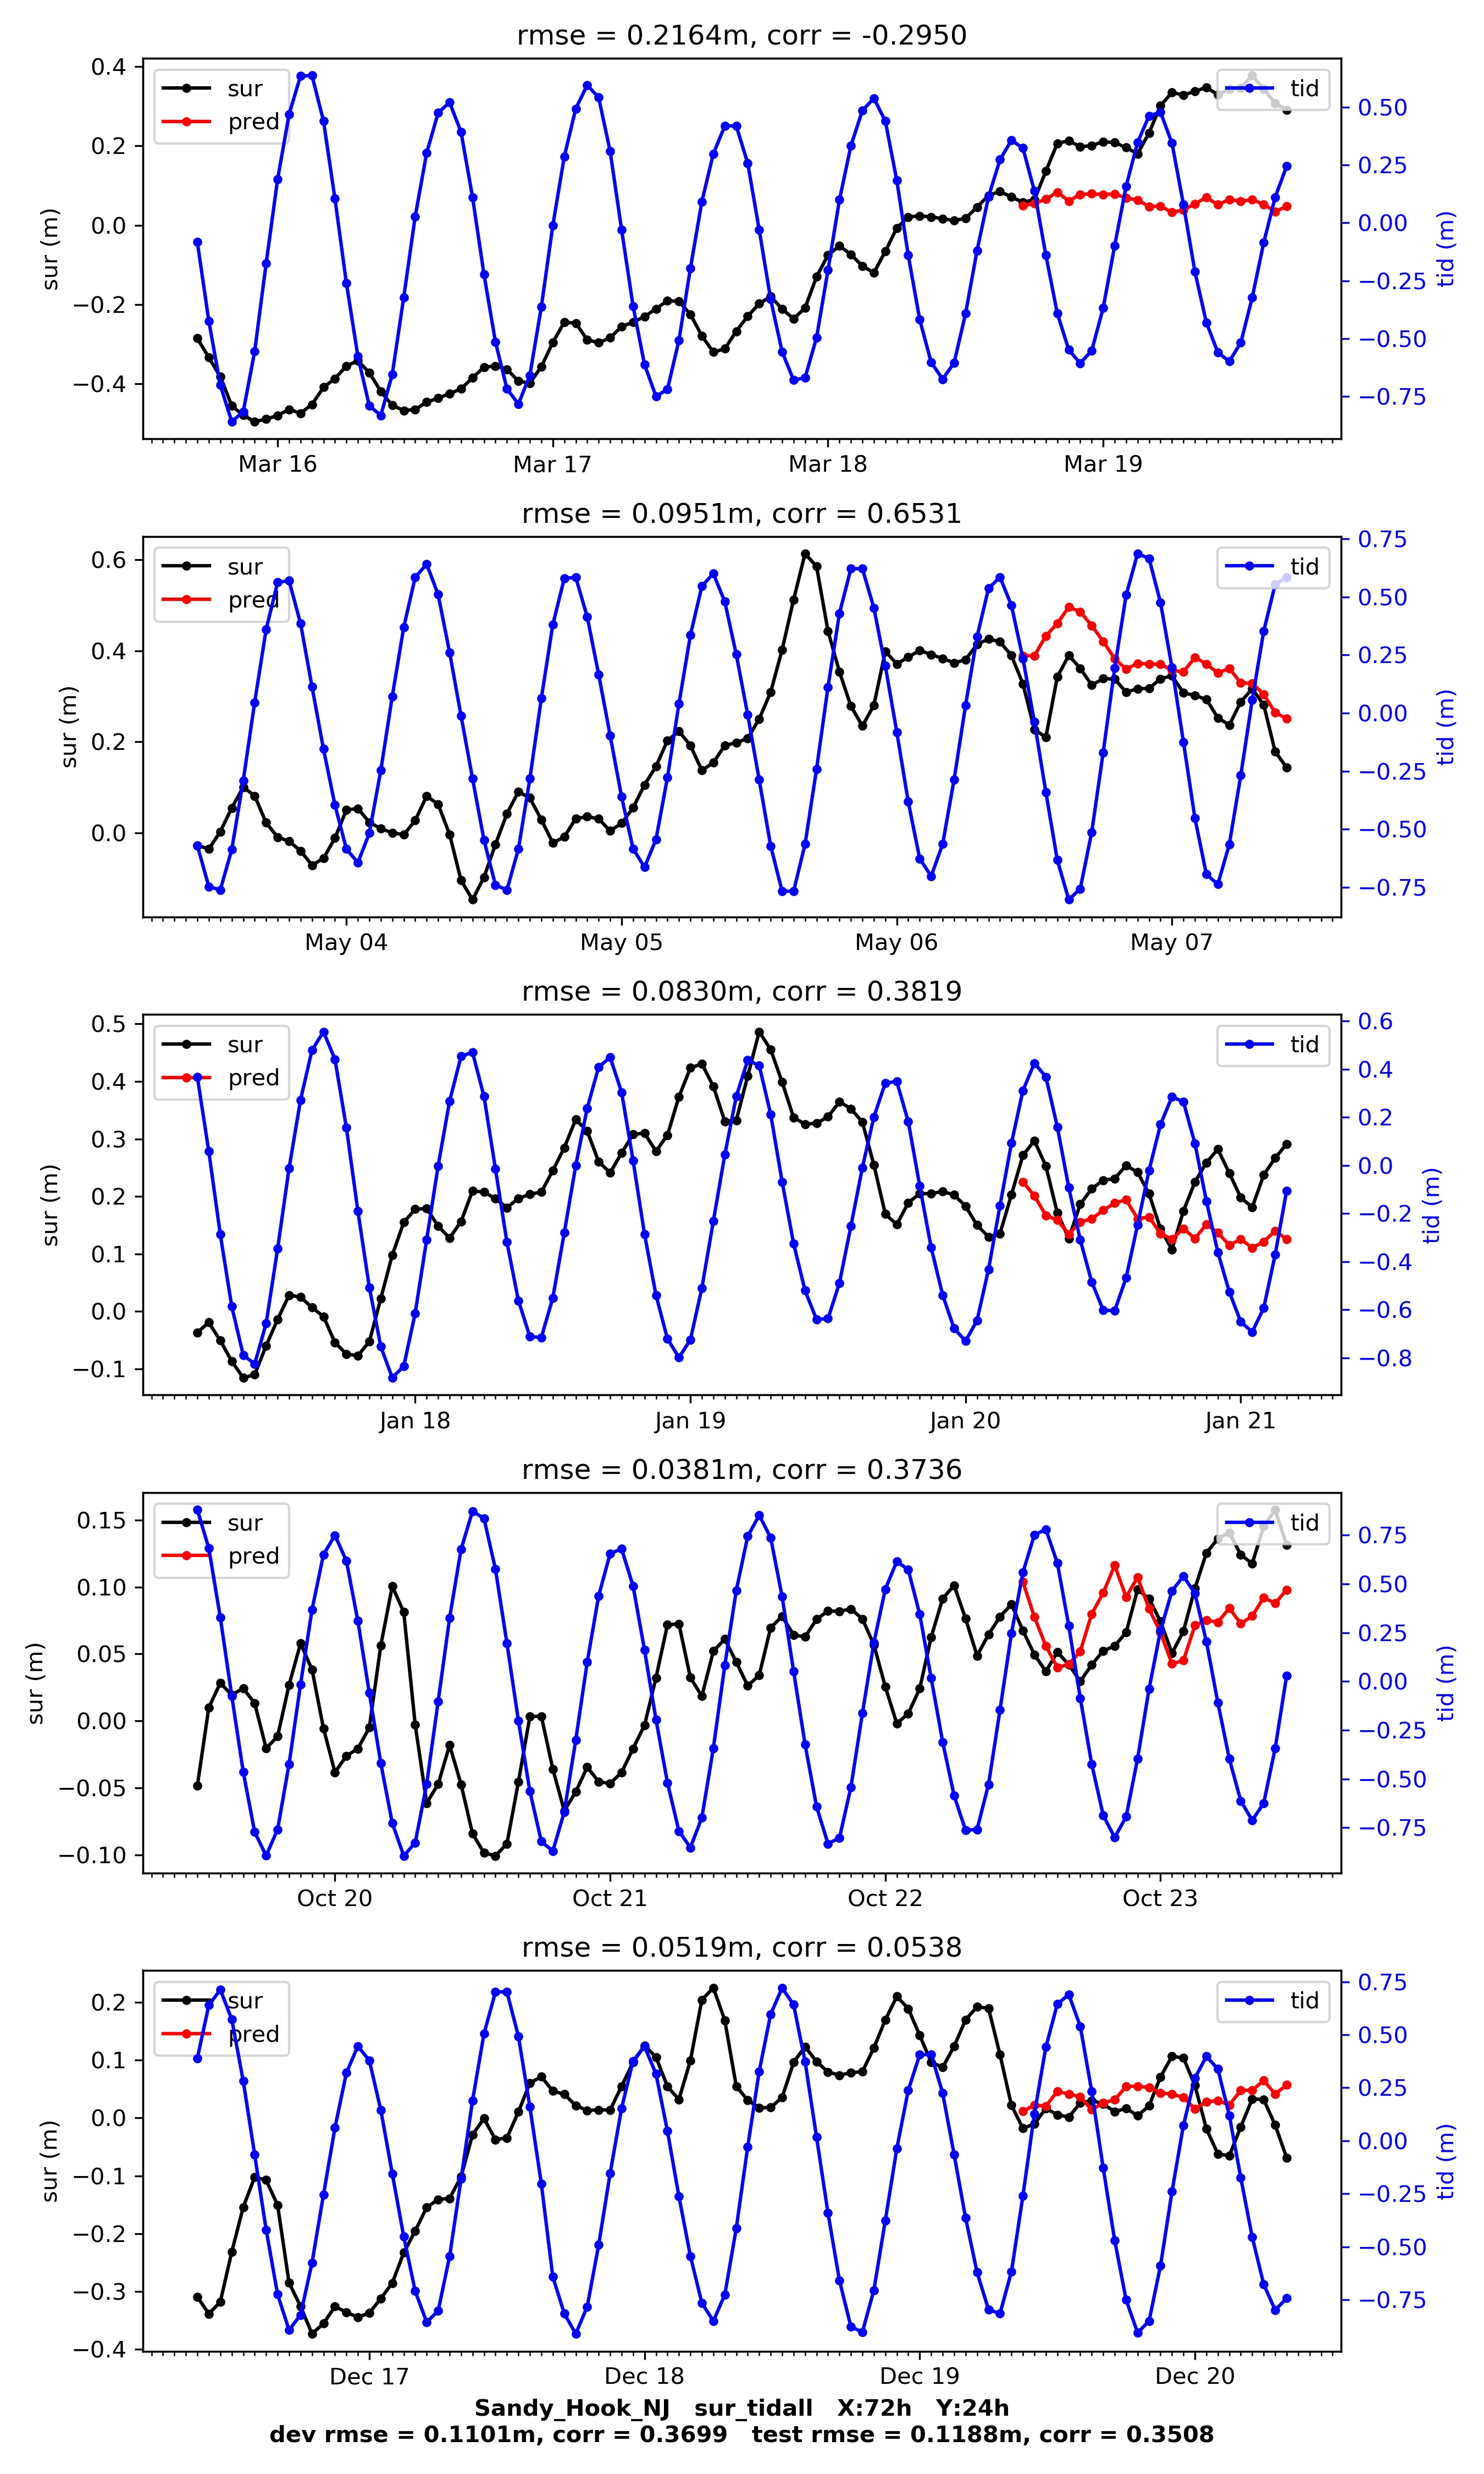 rmse = 0.2164m, corr = -0.2950
0.4
0.2
0.0
−0.2
−0.4
sur (m)
sur
pred
tid
0.50
0.25
0.00
−0.25
−0.50
−0.75
tid (m)
Mar 16 Mar 17 Mar 18 Mar 19
rmse = 0.0951m, corr = 0.6531
0.6
0.4
0.2
0.0
sur (m)
sur
pred
tid
0.75
0.50
0.25
0.00
−0.25
−0.50
−0.75
tid (m)
May 04 May 05 May 06 May 07
rmse = 0.0830m, corr = 0.3819
0.5
0.4
0.3
0.2
0.1
0.0
−0.1
sur (m)
sur
pred
tid
0.6
0.4
0.2
0.0
−0.2
−0.4
−0.6
−0.8
tid (m)
Jan 18 Jan 19 Jan 20 Jan 21
rmse = 0.0381m, corr = 0.3736
0.15
0.10
0.05
0.00
−0.05
−0.10
sur (m)
sur
pred
tid
0.75
0.50
0.25
0.00
−0.25
−0.50
−0.75
tid (m)
Oct 20 Oct 21 Oct 22 Oct 23
rmse = 0.0519m, corr = 0.0538
0.2
0.1
0.0
−0.1
−0.2
−0.3
−0.4
sur (m)
sur
pred
tid
0.75
0.50
0.25
0.00
−0.25
−0.50
−0.75
tid (m)
Dec 17 Dec 18 Dec 19 Dec 20
Sandy_Hook_NJ sur_tidall X:72h Y:24h
dev rmse = 0.1101m, corr = 0.3699 test rmse = 0.1188m, corr = 0.3508